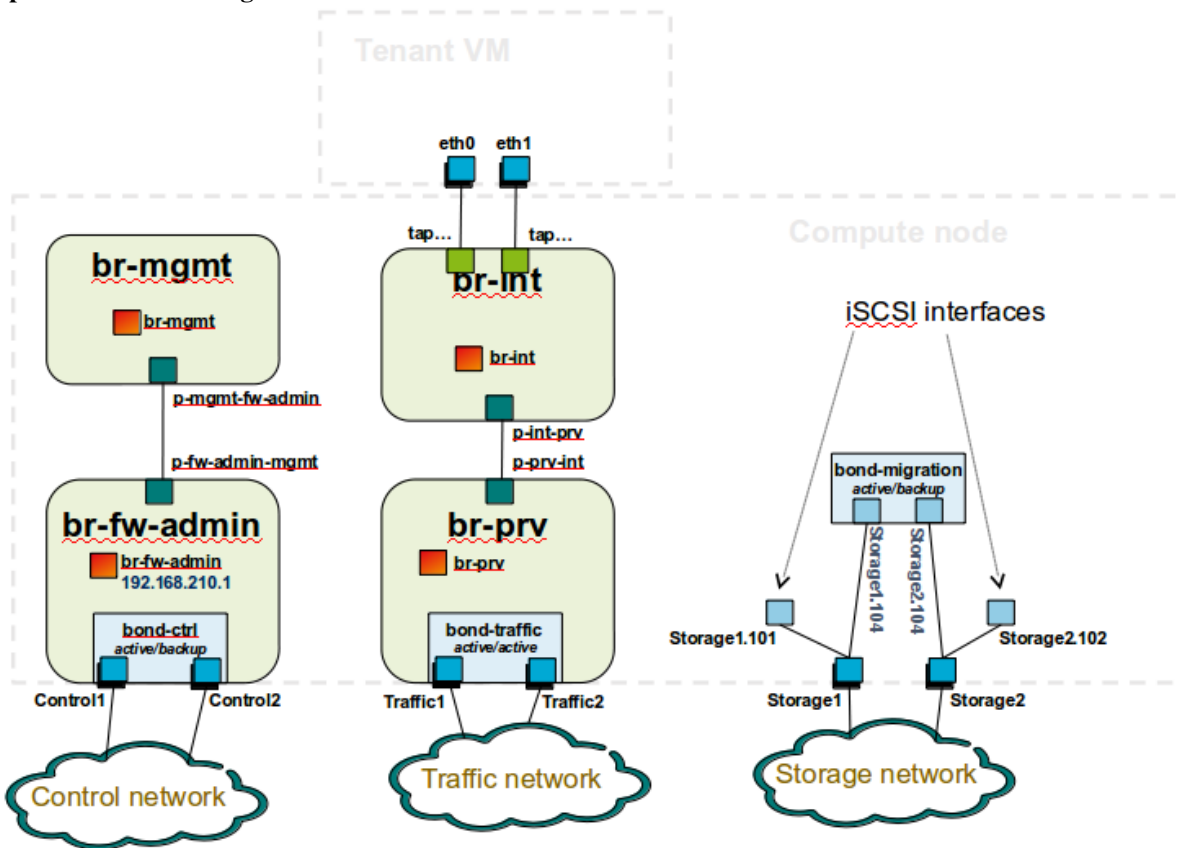 Tenant VM
eth0
eth1
tap...
tap...
Compute node
br-mgmt
br-mgmt
p-mgmt-fw-admin
p-fw-admin-mgmt
br-fw-admin
br-fw-admin
192.168.210.1
bond-ctrl
active/backup
Control1
Control2
Control network
br-int
br-int
p-int-prv
p-prv-int
br-prv
br-prv
bond-traffic
active/active
Traffic1
Traffic2
Traffic network
iSCSI interfaces
bond-migration
active/backup
Storage1.104
Storage2.104
Storage1.101
Storage2.102
Storage1
Storage2
Storage network